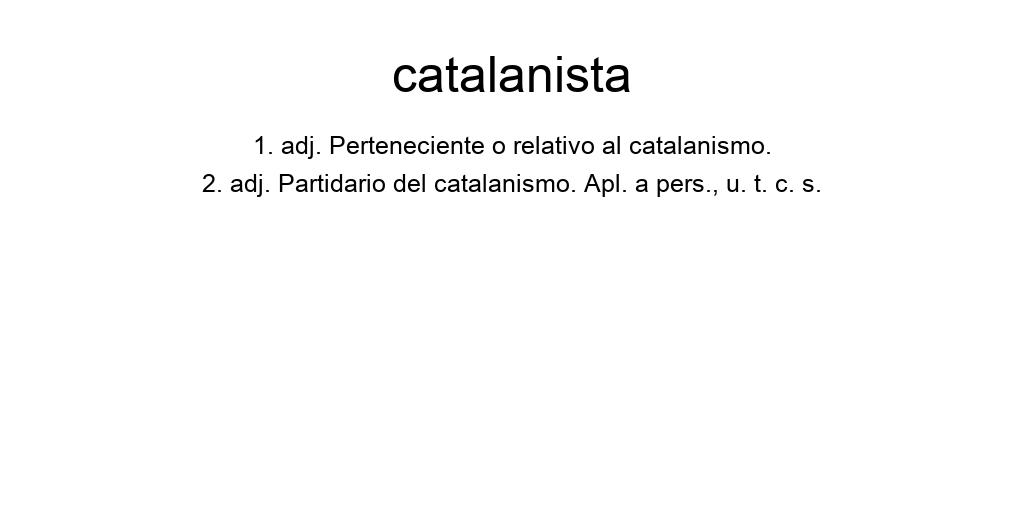 catalanista
1. adj. Perteneciente o relativo al catalanismo.
2. adj. Partidario del catalanismo. Apl. a pers., u. t. c. s.